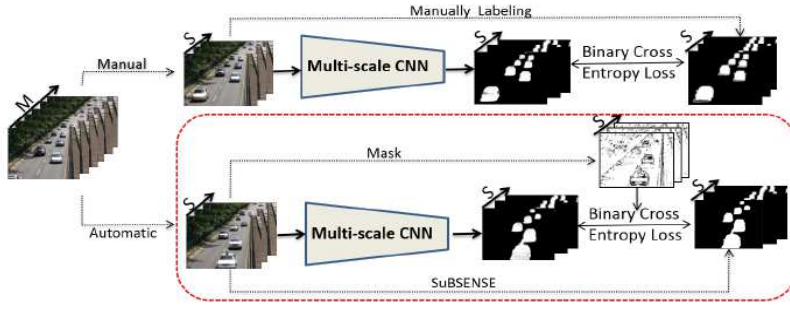 Manually Labeling
S
Manual
Multi-scale CNN
S
Binary Cross
Entropy Loss
S
M
Mask
S
S
Automatic
Multi-scale CNN
S
Binary Cross
Entropy Loss
S
SuBSENSE